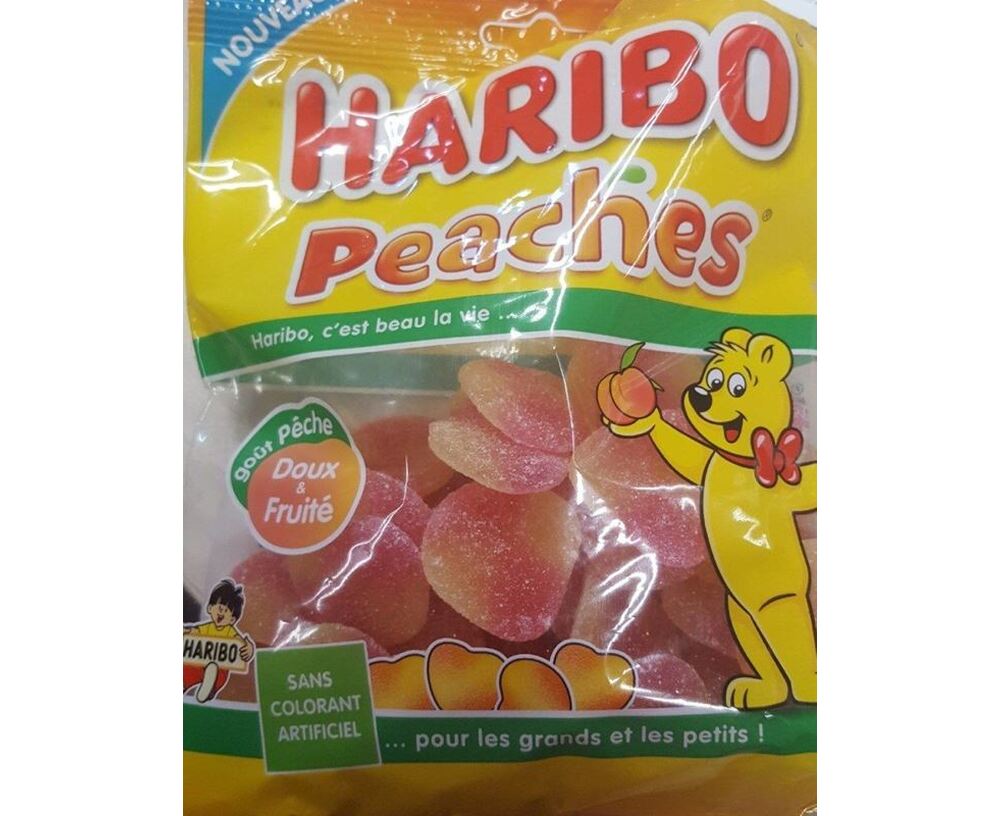 HARIBO
Peaches®
Haribo, c'est beau la vie ...
goût Pêche
Doux
&
Fruité
HARIBO
SANS
COLORANT
ARTIFICIEL
... pour les grands et les petits !